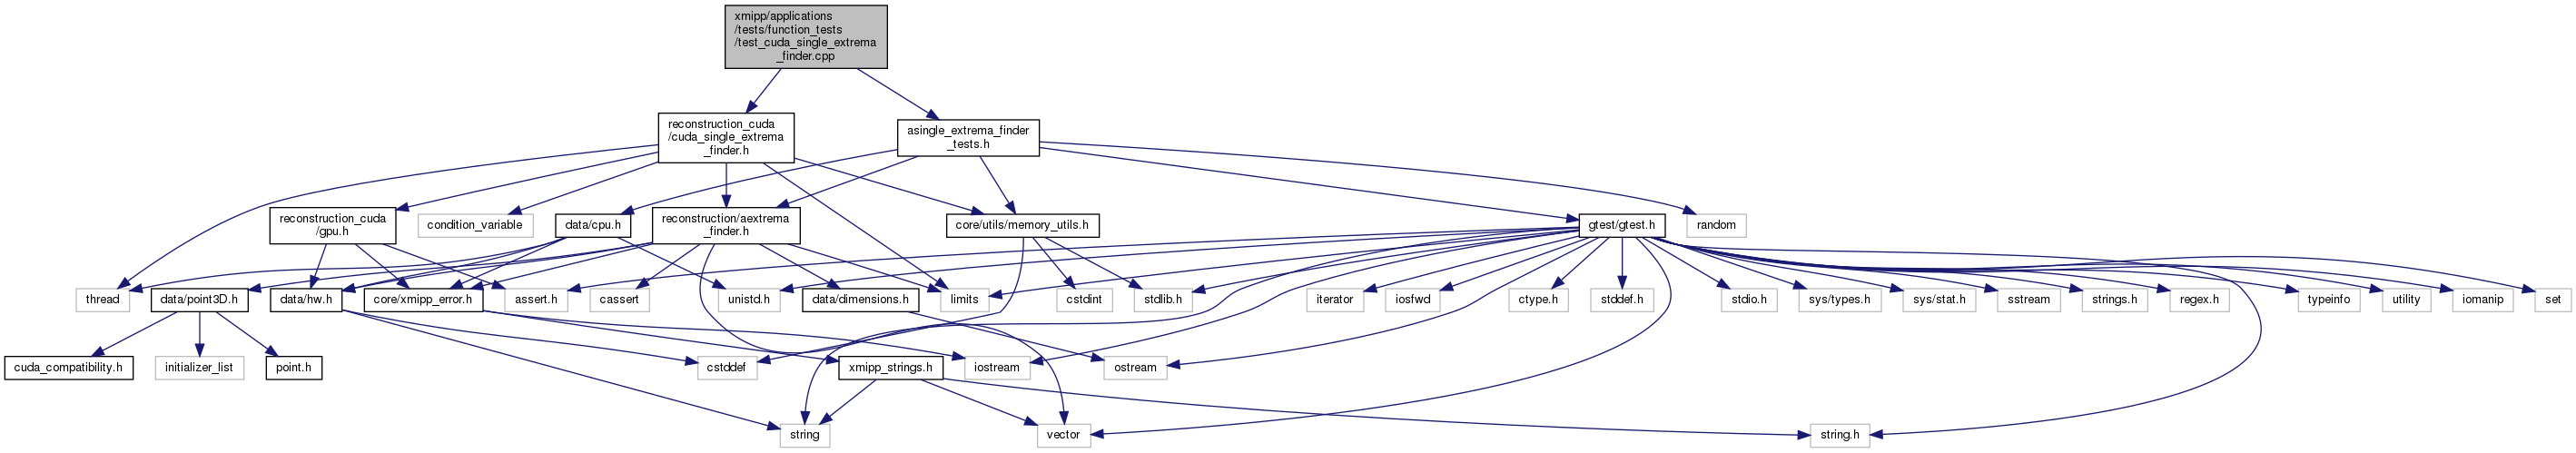 xmipp/applications
/tests/function_tests
/test_cuda_single_extrema
_finder.cpp
reconstruction_cuda
/cuda_single_extrema
_finder.h
asingle_extrema_finder
_tests.h
reconstruction_cuda
/gpu.h
condition_variable
data/cpu.h
reconstruction/aextrema
_finder.h
core/utils/memory_utils.h
gtest/gtest.h
random
thread
data/point3D.h
data/hw.h
core/xmipp_error.h
assert.h
cassert
unistd.h
data/dimensions.h
limits
cstdint
stdlib.h
iterator
iosfwd
ctype.h
stddef.h
stdio.h
sys/types.h
sys/stat.h
sstream
strings.h
regex.h
typeinfo
utility
iomanip
set
cuda_compatibility.h
initializer_list
point.h
cstddef
xmipp_strings.h
iostream
ostream
string
vector
string.h